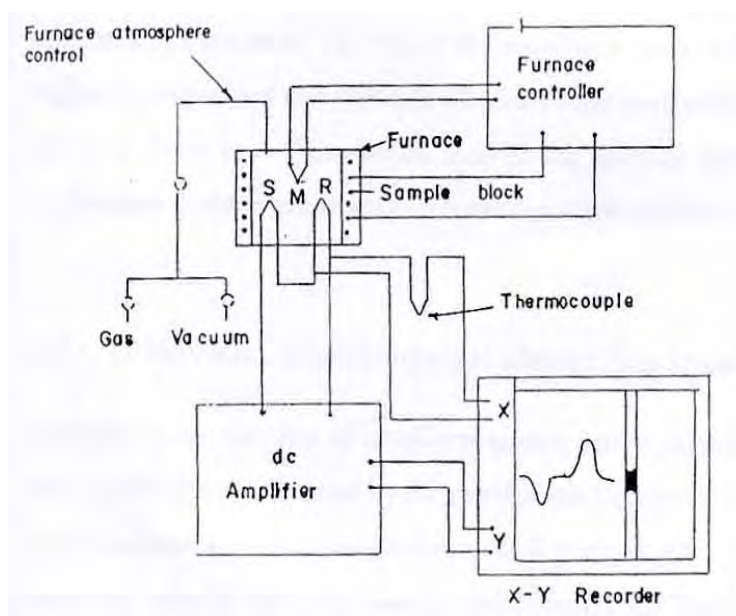 Furnace atmosphere
control
Furnace
controller
Furnace
S
M
R
Sample block
Thermocouple
Gas
Vacuum
X
dc
Amplifier
Y
X-Y Recorder